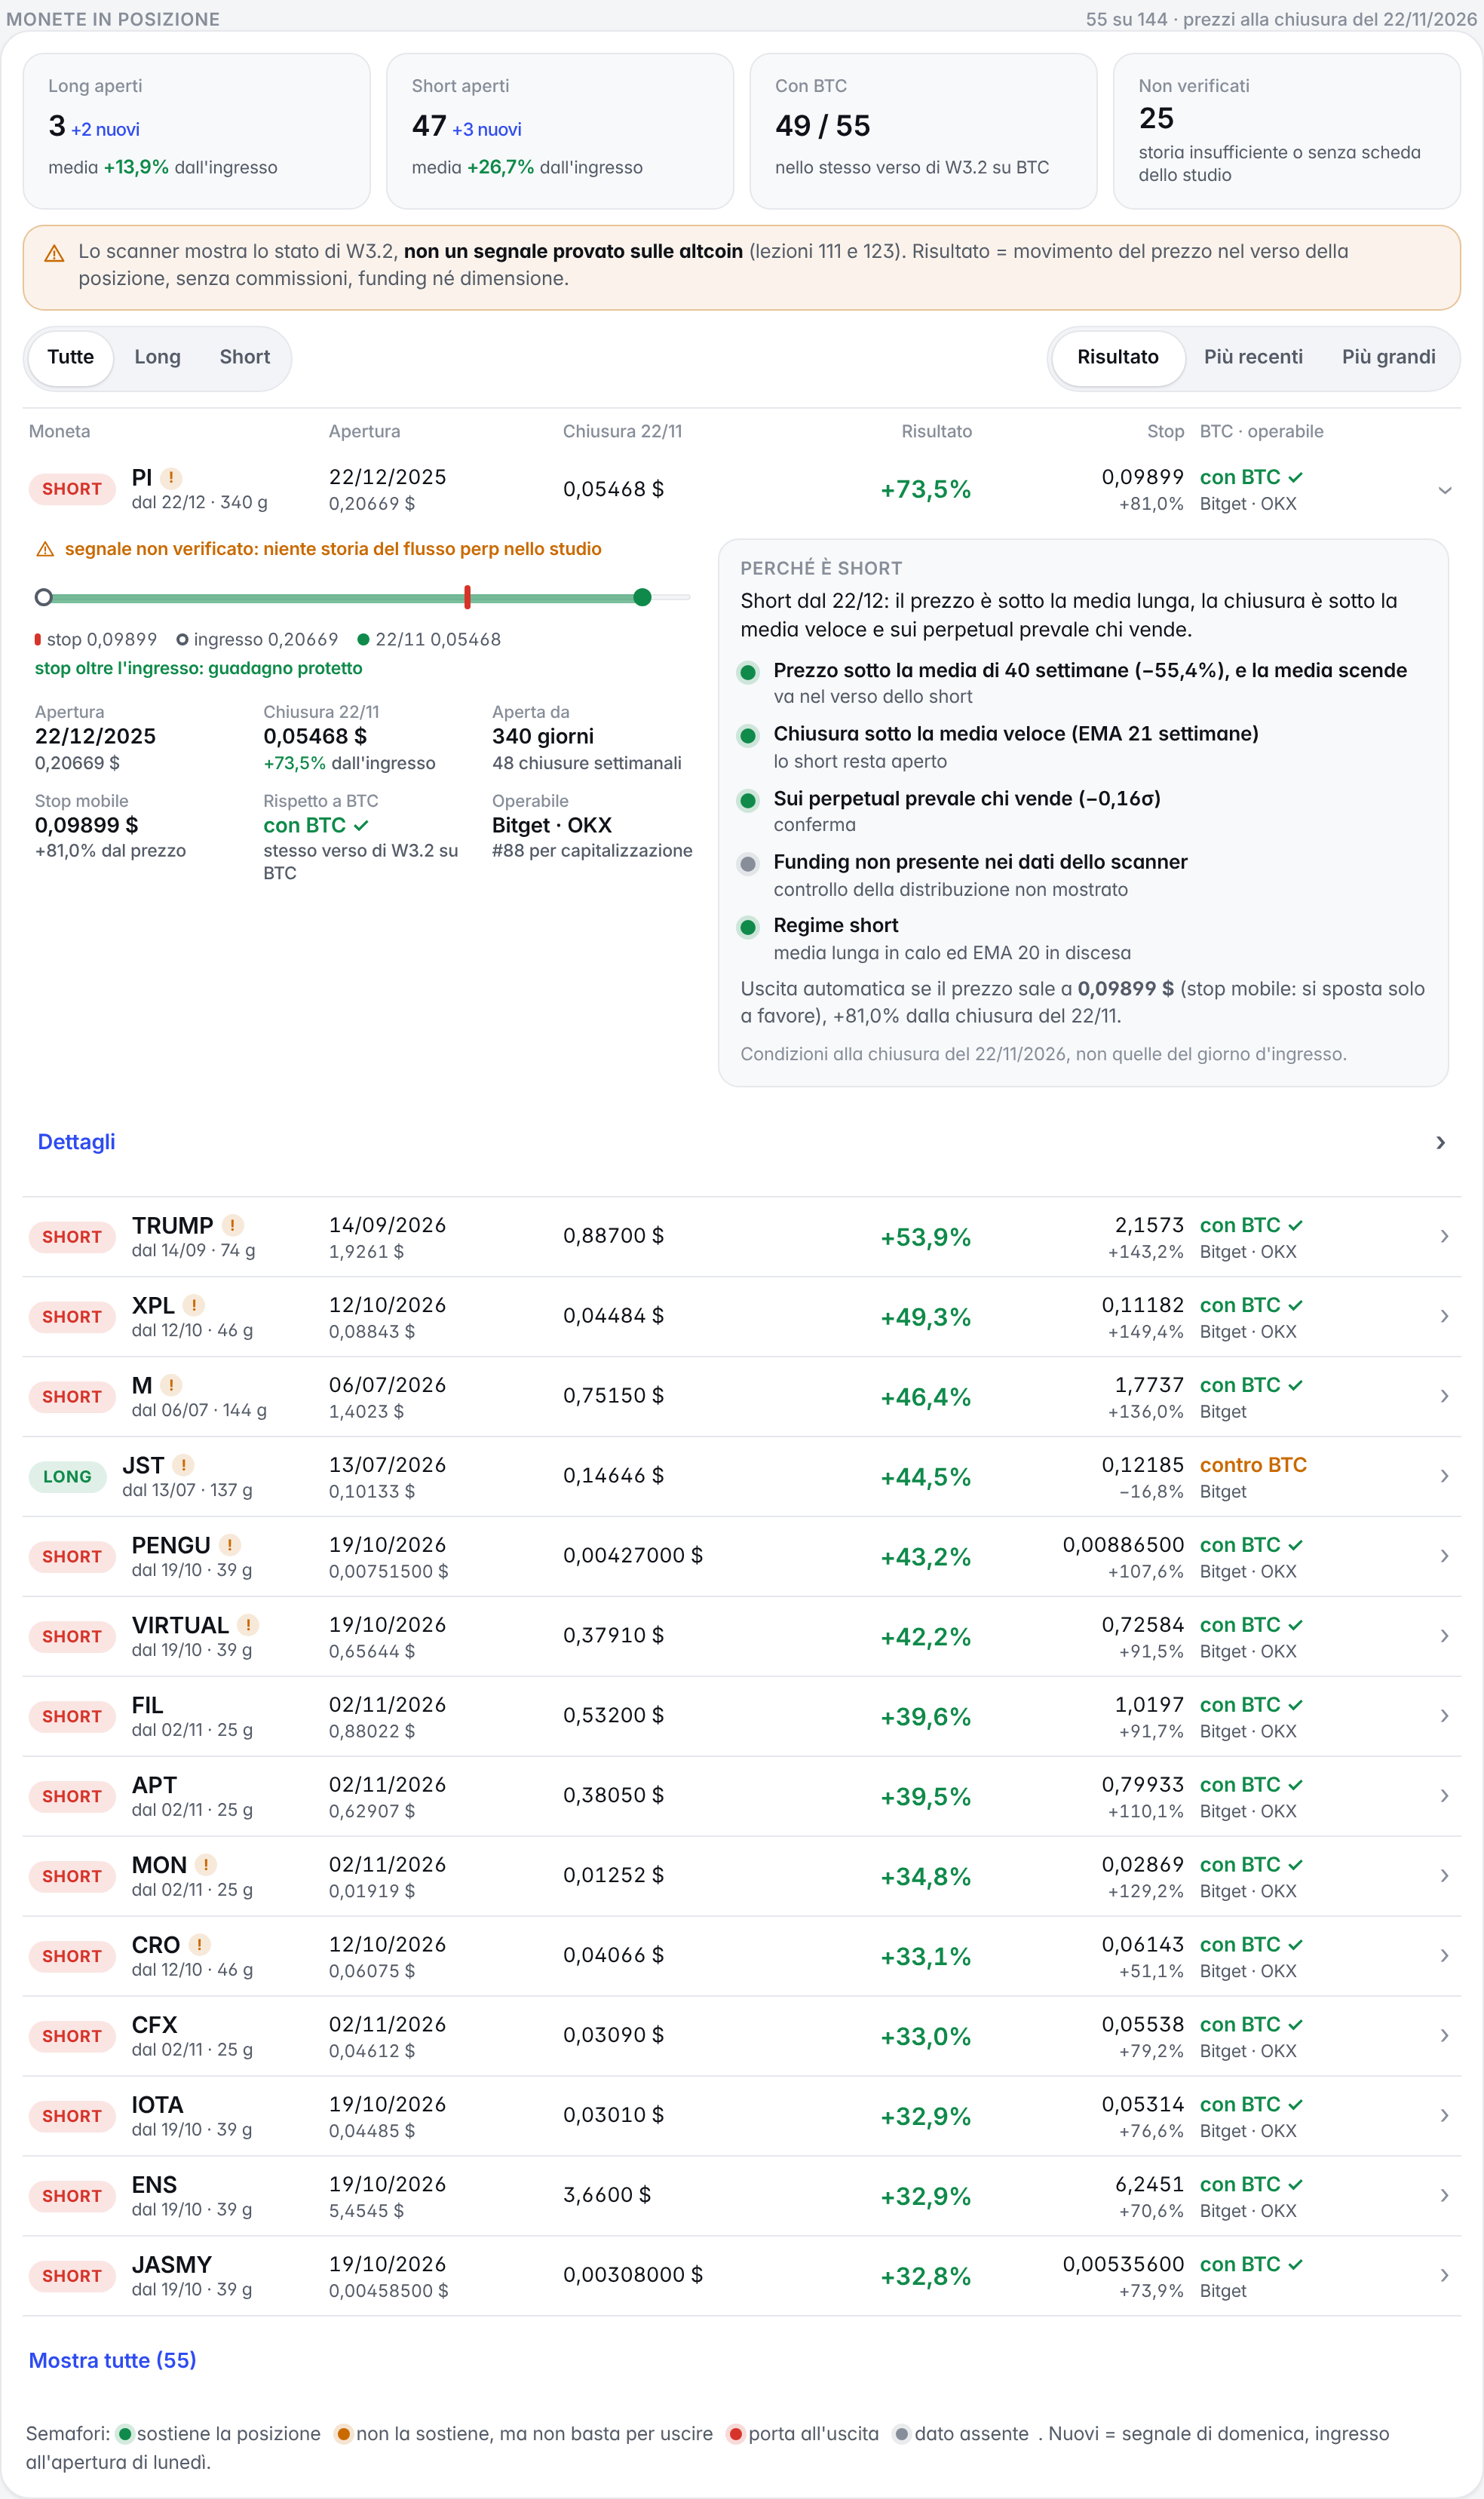 MONETE IN POSIZIONE
55 su 144 · prezzi alla chiusura del 22/11/2026
Long aperti
3 +2 nuovi
media +13,9% dall'ingresso
Short aperti
47 +3 nuovi
media +26,7% dall'ingresso
Con BTC
49 / 55
nello stesso verso di W3.2 su BTC
Non verificati
25
storia insufficiente o senza scheda
dello studio
Lo scanner mostra lo stato di W3.2, non un segnale provato sulle altcoin (lezioni 111 e 123). Risultato = movimento del prezzo nel verso della
posizione, senza commissioni, funding né dimensione.
Tutte Long Short
Risultato Più recenti Più grandi
Moneta Apertura Chiusura 22/11 Risultato Stop BTC · operabile
SHORT PI ! 22/12/2025 0,05468 $ +73,5% 0,09899 con BTC ✓
dal 22/12 · 340 g 0,20669 $ +81,0% Bitget · OKX
segnale non verificato: niente storia del flusso perp nello studio
stop 0,09899 ingresso 0,20669 22/11 0,05468
stop oltre l'ingresso: guadagno protetto
Apertura Chiusura 22/11 Aperta da
22/12/2025 0,05468 $ 340 giorni
0,20669 $ +73,5% dall'ingresso 48 chiusure settimanali
Stop mobile Rispetto a BTC Operabile
0,09899 $ con BTC ✓ Bitget · OKX
+81,0% dal prezzo stesso verso di W3.2 su #88 per capitalizzazione
BTC
PERCHÉ È SHORT
Short dal 22/12: il prezzo è sotto la media lunga, la chiusura è sotto la
media veloce e sui perpetual prevale chi vende.
Prezzo sotto la media di 40 settimane (−55,4%), e la media scende
va nel verso dello short
Chiusura sotto la media veloce (EMA 21 settimane)
lo short resta aperto
Sui perpetual prevale chi vende (−0,16σ)
conferma
Funding non presente nei dati dello scanner
controllo della distribuzione non mostrato
Regime short
media lunga in calo ed EMA 20 in discesa
Uscita automatica se il prezzo sale a 0,09899 $ (stop mobile: si sposta solo
a favore), +81,0% dalla chiusura del 22/11.
Condizioni alla chiusura del 22/11/2026, non quelle del giorno d'ingresso.
Dettagli
SHORT TRUMP ! 14/09/2026 0,88700 $ +53,9% 2,1573 con BTC ✓
dal 14/09 · 74 g 1,9261 $ +143,2% Bitget · OKX
SHORT XPL ! 12/10/2026 0,04484 $ +49,3% 0,11182 con BTC ✓
dal 12/10 · 46 g 0,08843 $ +149,4% Bitget · OKX
SHORT M ! 06/07/2026 0,75150 $ +46,4% 1,7737 con BTC ✓
dal 06/07 · 144 g 1,4023 $ +136,0% Bitget
LONG JST ! 13/07/2026 0,14646 $ +44,5% 0,12185 contro BTC
dal 13/07 · 137 g 0,10133 $ −16,8% Bitget
SHORT PENGU ! 19/10/2026 0,00427000 $ +43,2% 0,00886500 con BTC ✓
dal 19/10 · 39 g 0,00751500 $ +107,6% Bitget · OKX
SHORT VIRTUAL ! 19/10/2026 0,37910 $ +42,2% 0,72584 con BTC ✓
dal 19/10 · 39 g 0,65644 $ +91,5% Bitget · OKX
SHORT FIL 02/11/2026 0,53200 $ +39,6% 1,0197 con BTC ✓
dal 02/11 · 25 g 0,88022 $ +91,7% Bitget · OKX
SHORT APT 02/11/2026 0,38050 $ +39,5% 0,79933 con BTC ✓
dal 02/11 · 25 g 0,62907 $ +110,1% Bitget · OKX
SHORT MON ! 02/11/2026 0,01252 $ +34,8% 0,02869 con BTC ✓
dal 02/11 · 25 g 0,01919 $ +129,2% Bitget · OKX
SHORT CRO ! 12/10/2026 0,04066 $ +33,1% 0,06143 con BTC ✓
dal 12/10 · 46 g 0,06075 $ +51,1% Bitget · OKX
SHORT CFX 02/11/2026 0,03090 $ +33,0% 0,05538 con BTC ✓
dal 02/11 · 25 g 0,04612 $ +79,2% Bitget · OKX
SHORT IOTA 19/10/2026 0,03010 $ +32,9% 0,05314 con BTC ✓
dal 19/10 · 39 g 0,04485 $ +76,6% Bitget · OKX
SHORT ENS 19/10/2026 3,6600 $ +32,9% 6,2451 con BTC ✓
dal 19/10 · 39 g 5,4545 $ +70,6% Bitget · OKX
SHORT JASMY 19/10/2026 0,00308000 $ +32,8% 0,00535600 con BTC ✓
dal 19/10 · 39 g 0,00458500 $ +73,9% Bitget
Mostra tutte (55)
Semafori: sostiene la posizione non la sostiene, ma non basta per uscire porta all'uscita dato assente . Nuovi = segnale di domenica, ingresso
all'apertura di lunedì.